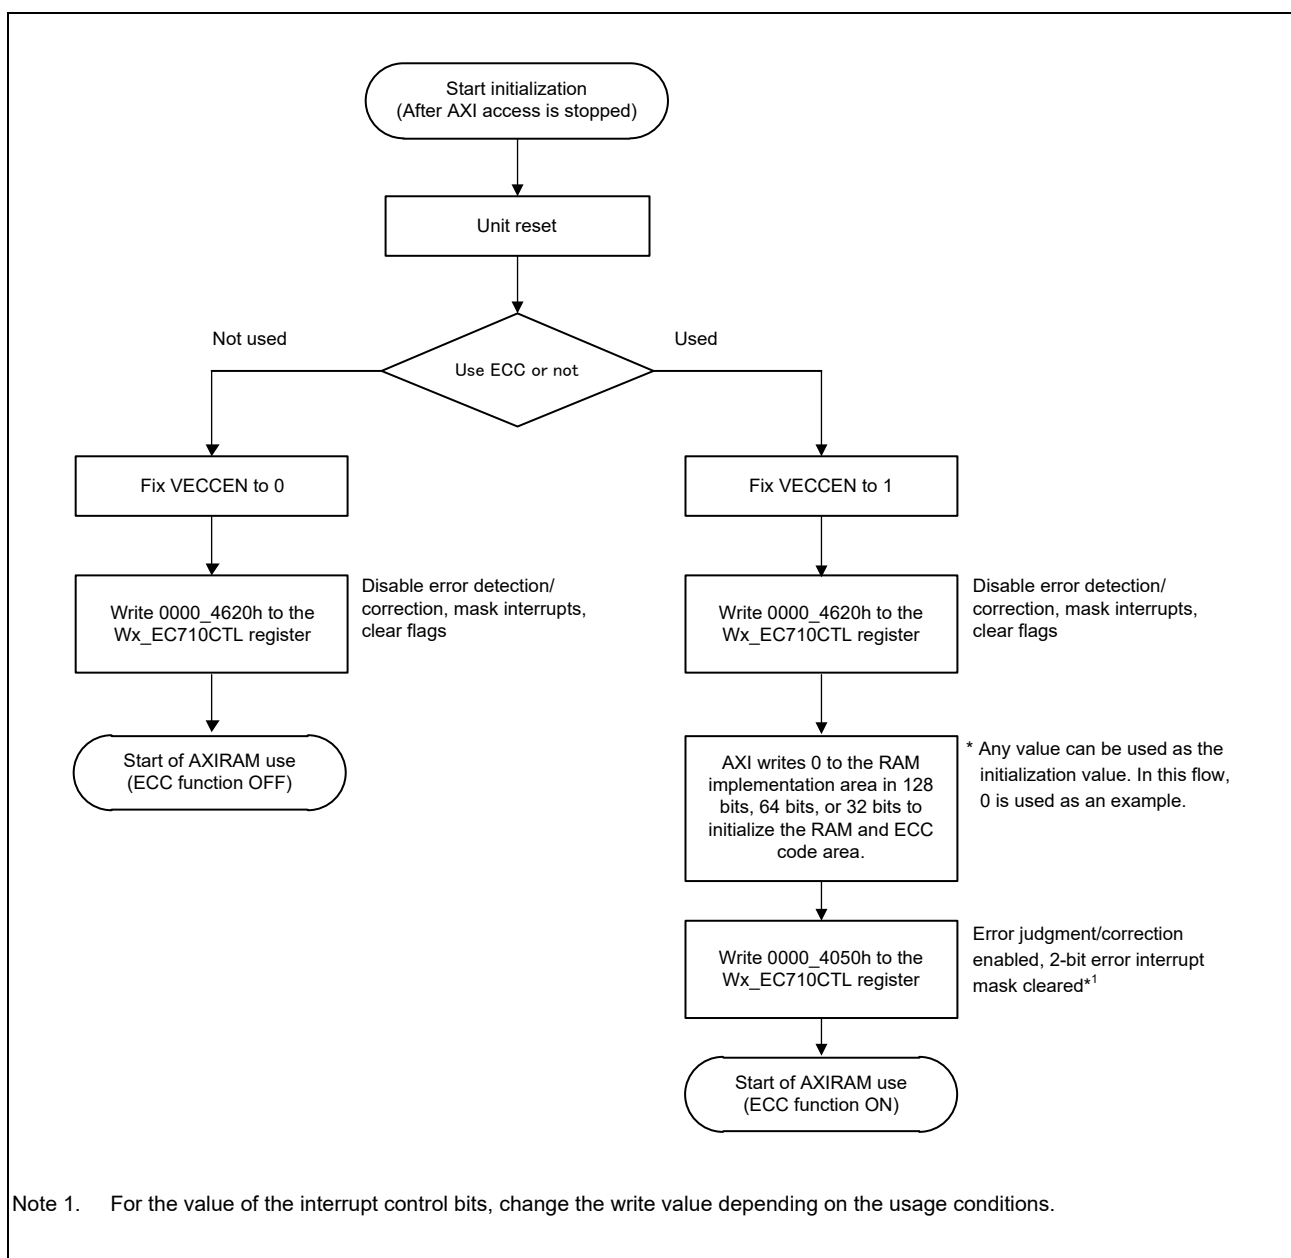 Start initialization
(After AXI access is stopped)
Unit reset
Use ECC or not
Not used
Used
Fix VECCEN to 0
Write 0000_4620h to the
Wx_EC710CTL register
Disable error detection/
correction, mask interrupts,
clear flags
Start of AXIRAM use
(ECC function OFF)
Fix VECCEN to 1
Write 0000_4620h to the
Wx_EC710CTL register
Disable error detection/
correction, mask interrupts,
clear flags
AXI writes 0 to the RAM
implementation area in 128
bits, 64 bits, or 32 bits to
initialize the RAM and ECC
code area.
* Any value can be used as the
initialization value. In this flow,
0 is used as an example.
Write 0000_4050h to the
Wx_EC710CTL register
Error judgment/correction
enabled, 2-bit error interrupt
mask cleared*1
Start of AXIRAM use
(ECC function ON)
Note 1. For the value of the interrupt control bits, change the write value depending on the usage conditions.